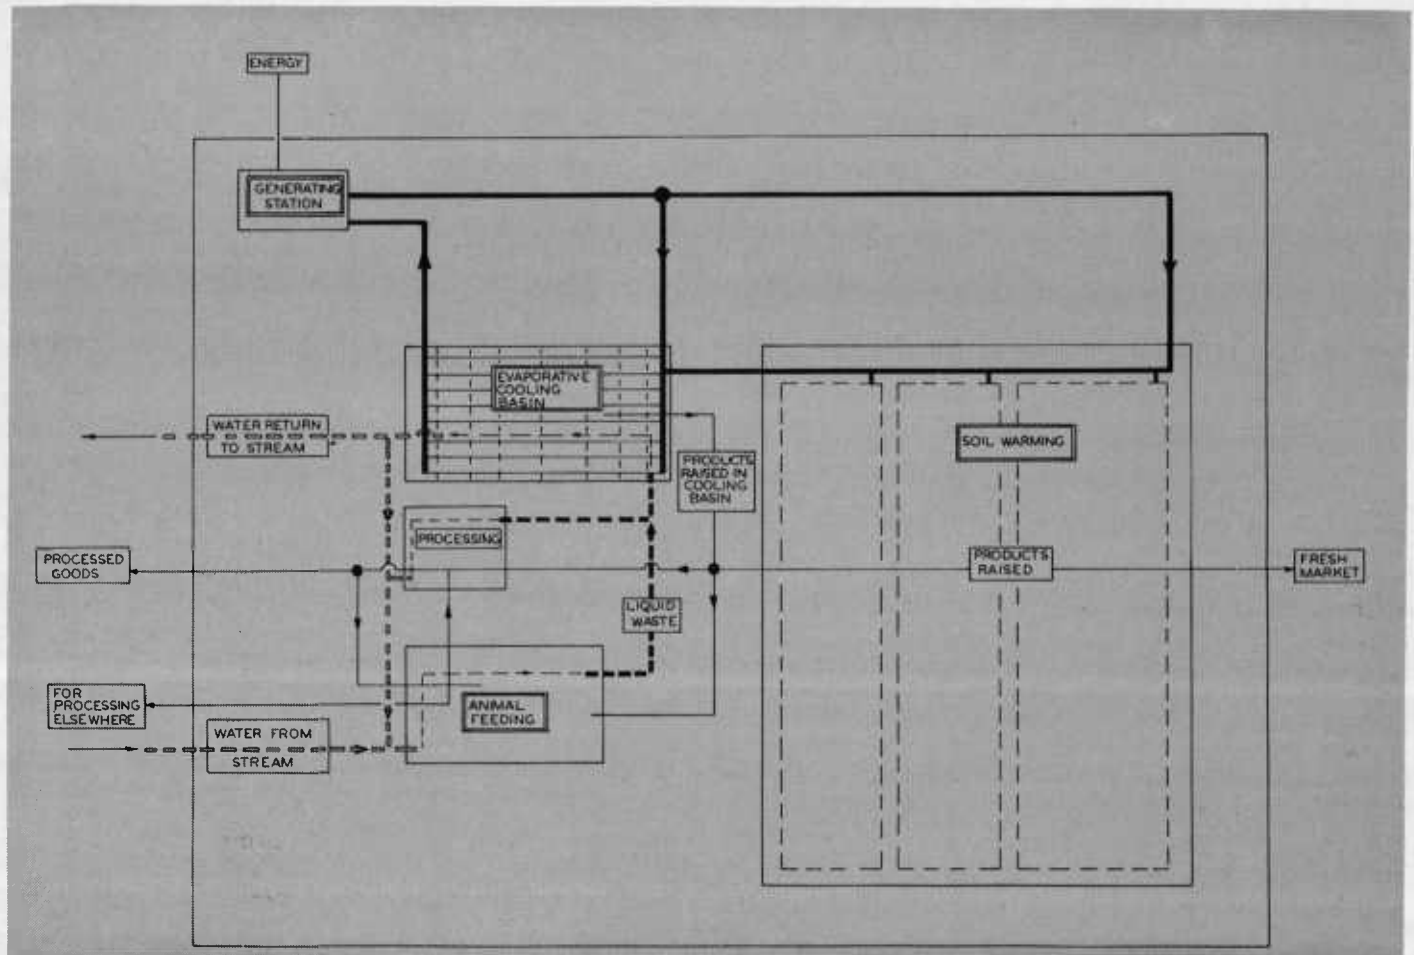 ENERGY
GENERATING
STATION
EVAPORATIVE
COOLING
BASIN
WATER RETURN
TO STREAM
SOIL WARMING
PRODUCTS
RAISED IN
COOLING
BASIN
PROCESSING
PROCESSED
GOODS
PRODUCTS
RAISED
FRESH
MARKET
LIQUID
WASTE
FOR
PROCESSING
ELSEWHERE
ANIMAL
FEEDING
WATER FROM
STREAM